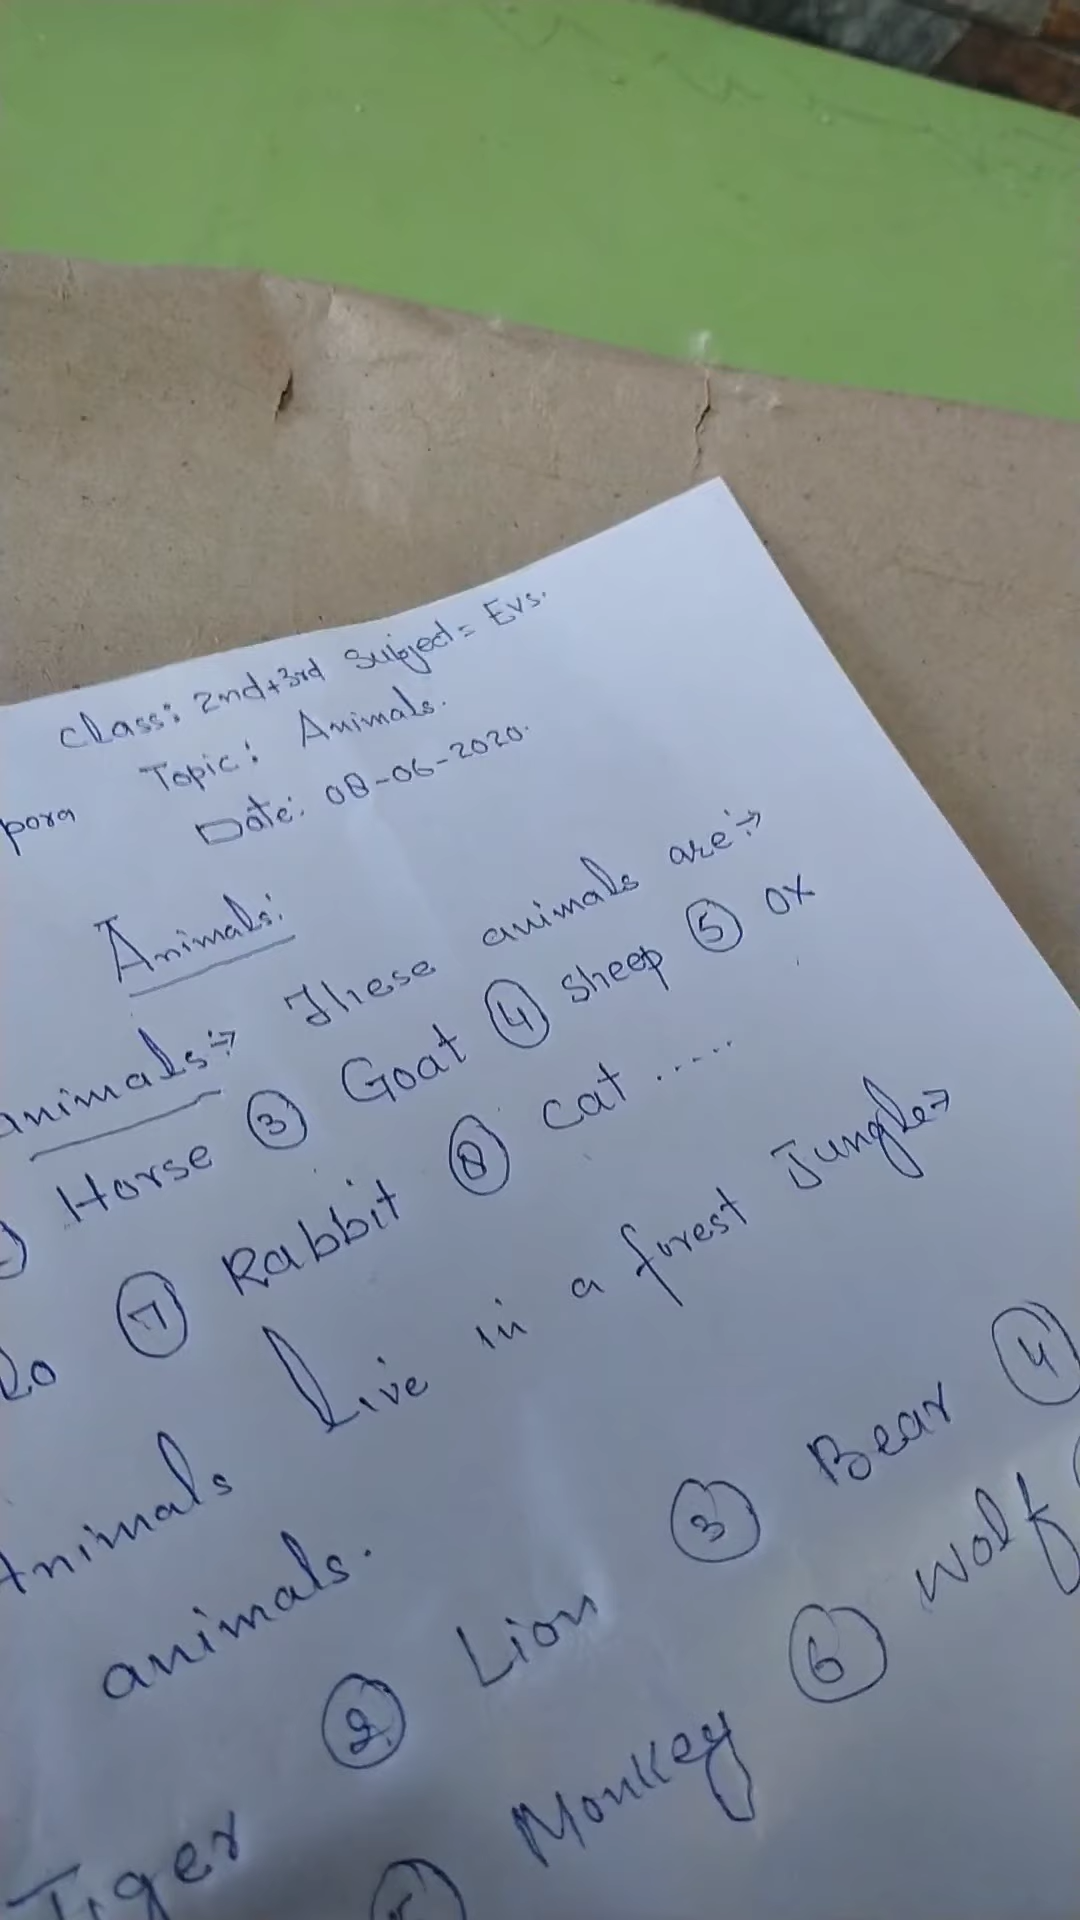 Class: 2nd+3rd Subject= Evs.
Topic: Animals.
pora Date: 08-06-2020.
Animals:
animals:→ These animals are:→
Horse ③ Goat ④ Sheep ⑤ OX
lo ⑦ Rabbit ⑧ Cat .....
Animals live in a forest Jungle→
animals.
Tiger ② Lion ③ Bear ④
⑤ Monkey ⑥ Wolf